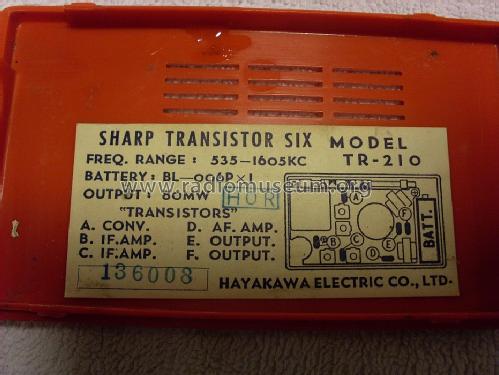 SHARP TRANSISTOR SIX MODEL
FREQ. RANGE : 535—1605KC TR-210
BATTERY: BL-006P×1
OUTPUT : 80MW HOR
"TRANSISTORS"
A. CONV. D. AF. AMP.
B. IF. AMP. E. OUTPUT.
C. IF. AMP. F. OUTPUT.
136008 HAYAKAWA ELECTRIC CO., LTD.
A
B
C
D
E
F
BATT.
www.radiomuseum.org